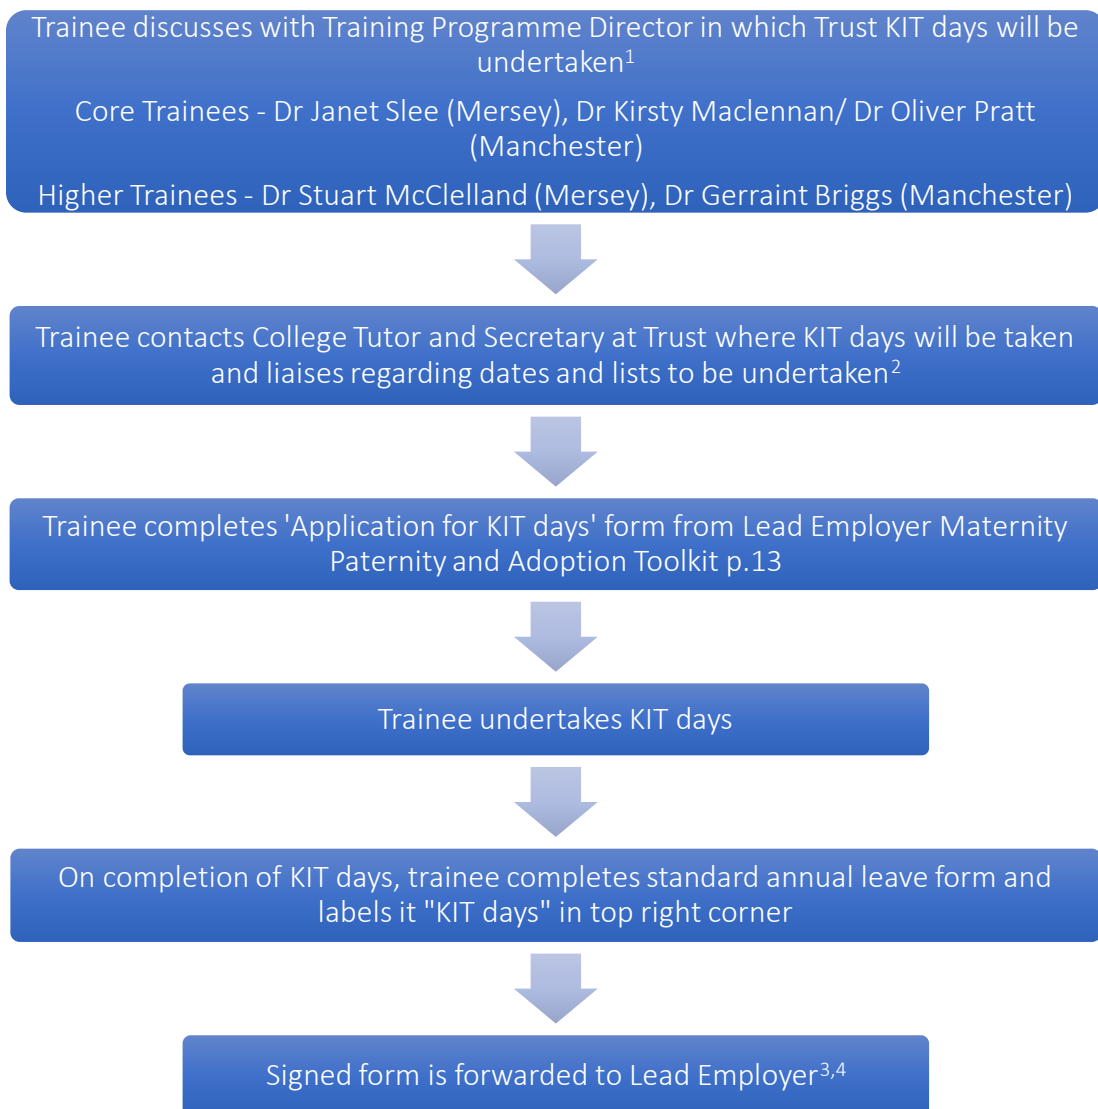 Trainee discusses with Training Programme Director in which Trust KIT days will be
undertaken¹
Core Trainees - Dr Janet Slee (Mersey), Dr Kirsty Maclennan/ Dr Oliver Pratt
(Manchester)
Higher Trainees - Dr Stuart McClelland (Mersey), Dr Gerraint Briggs (Manchester)
Trainee contacts College Tutor and Secretary at Trust where KIT days will be taken
and liaises regarding dates and lists to be undertaken²
Trainee completes 'Application for KIT days' form from Lead Employer Maternity
Paternity and Adoption Toolkit p.13
Trainee undertakes KIT days
On completion of KIT days, trainee completes standard annual leave form and
labels it "KIT days" in top right corner
Signed form is forwarded to Lead Employer³,⁴